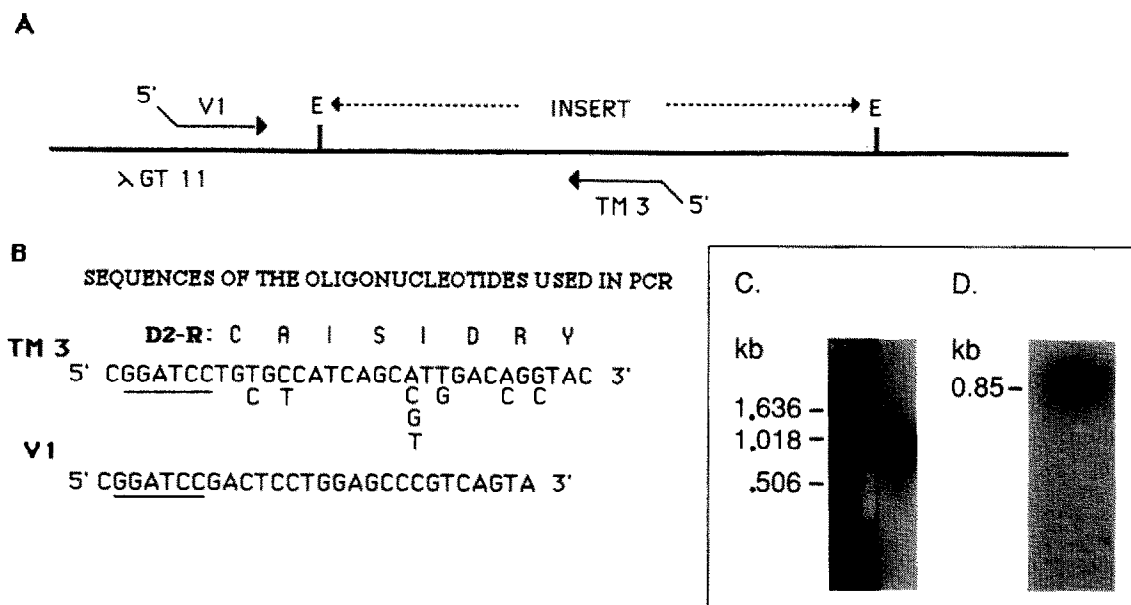 A
5' V1 E INSERT E
λ GT 11
TM 3 5'
B
SEQUENCES OF THE OLIGONUCLEOTIDES USED IN PCR
D2-R: C A I S I D R Y
TM 3
5' CGGATCCTGTGCCATCAGCATTGACAGGTAC 3'
C T C G C C
G
T
V1
5' CGGATCCGACTCCTGGAGCCCGTCAGTA 3'
C. D.
kb kb
0.85 –
1.636 –
1.018 –
.506 –